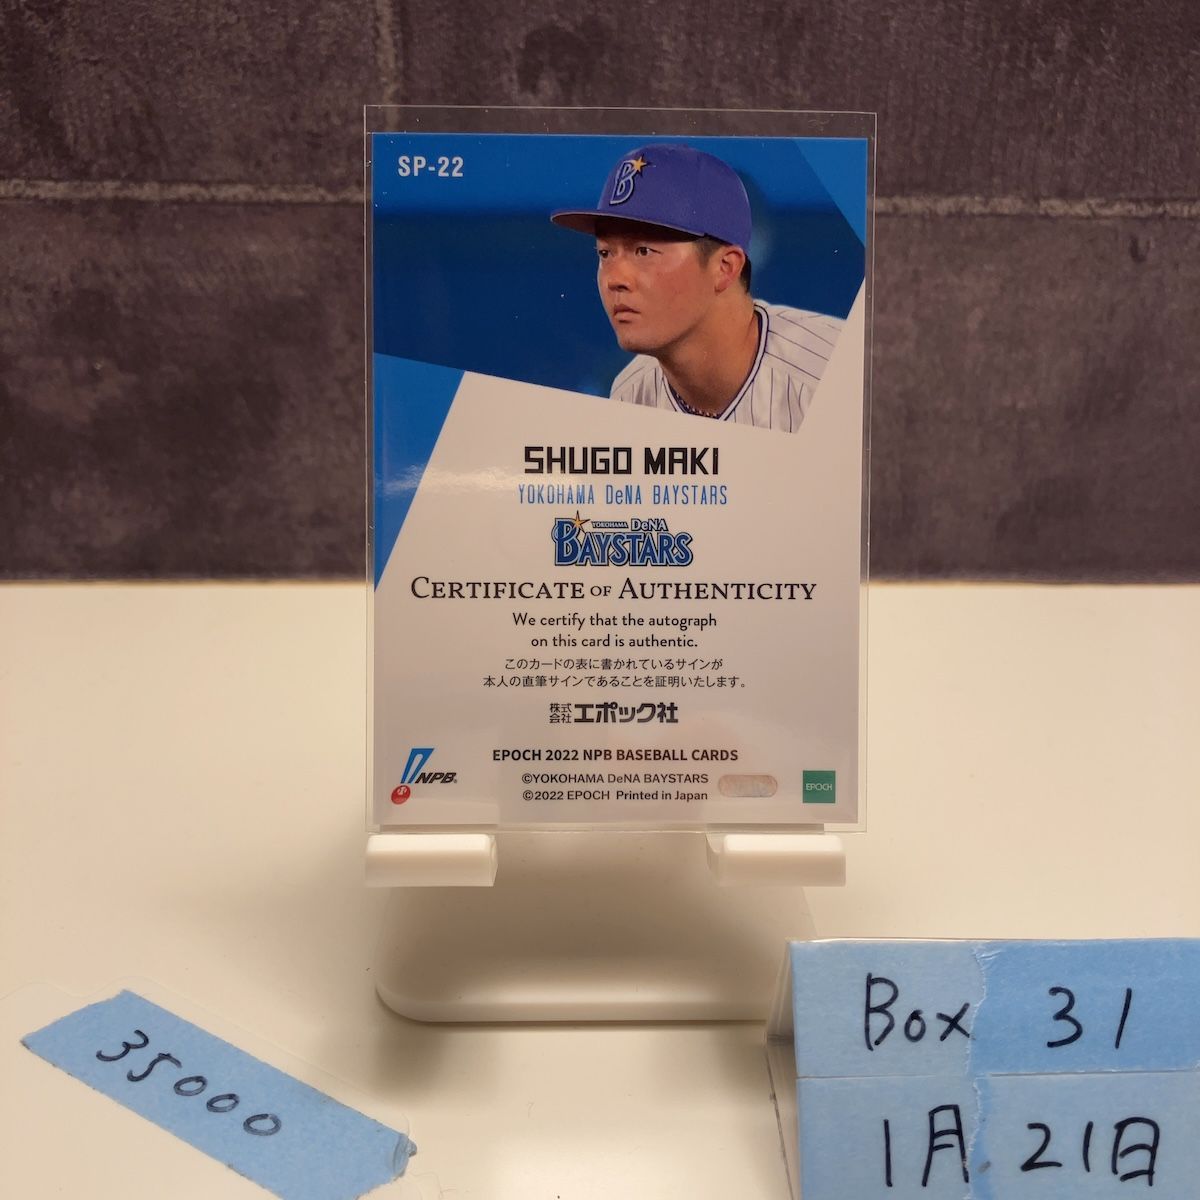 SP-22
B
SHUGO MAKI
YOKOHAMA DeNA BAYSTARS
YOKOHAMA DeNA
BAYSTARS
CERTIFICATE OF AUTHENTICITY
We certify that the autograph
on this card is authentic.
このカードの表に書かれているサインが
本人の直筆サインであることを証明いたします。
株式会社エポック社
EPOCH 2022 NPB BASEBALL CARDS
NPB
©YOKOHAMA DeNA BAYSTARS
©2022 EPOCH Printed in Japan
EPOCH
35000
Box 31
1月.21日